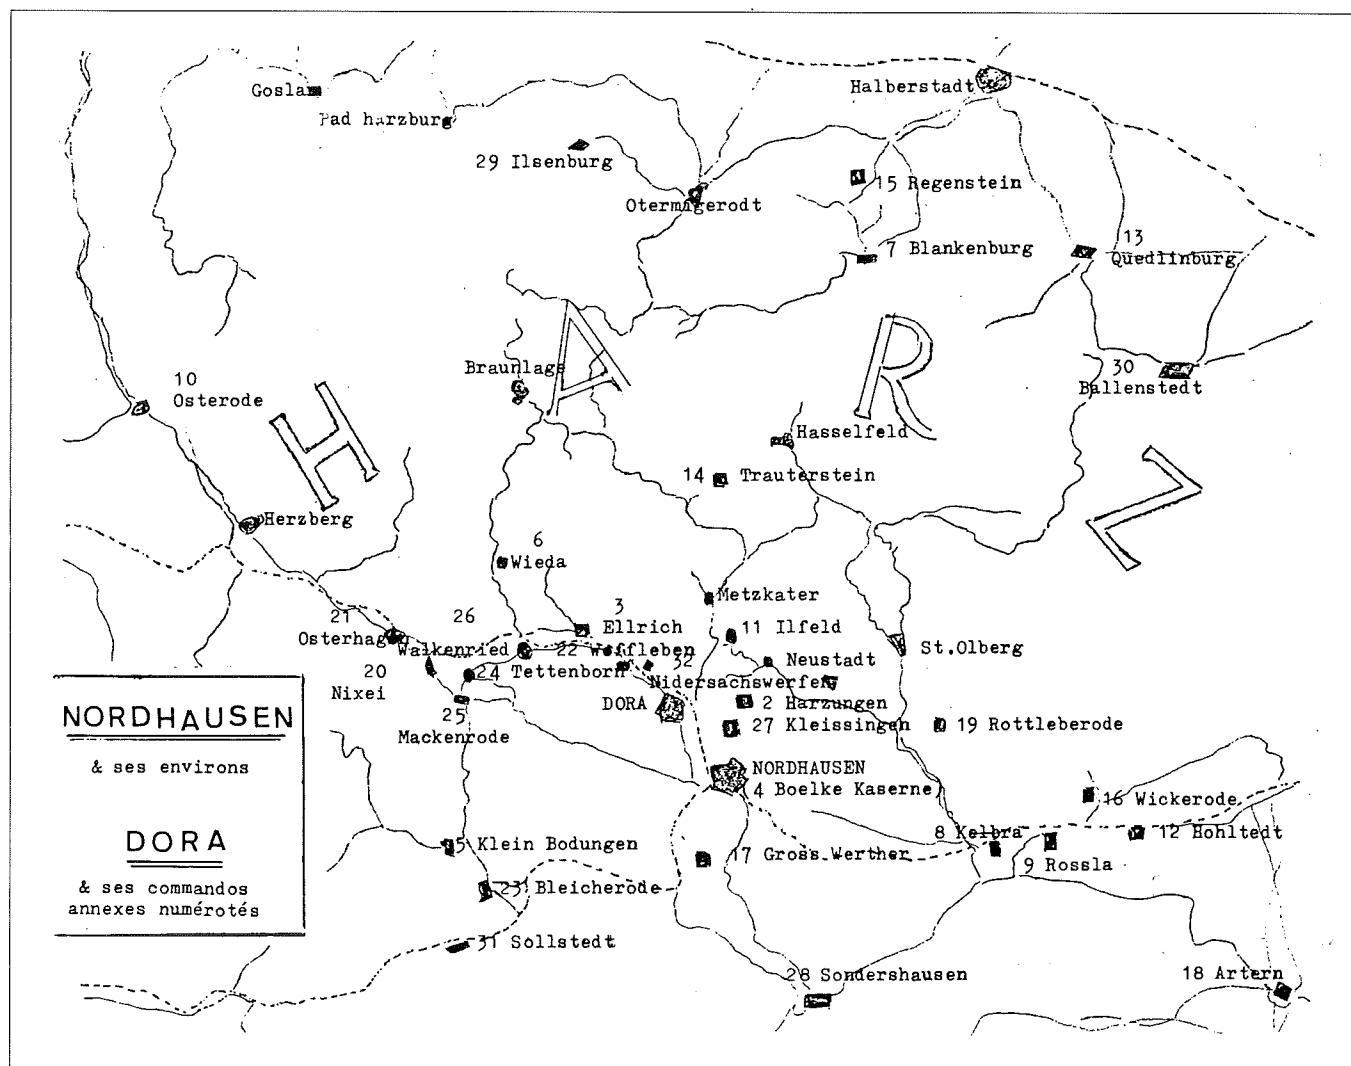 Goslar
Halberstadt
Bad harzburg
29 Ilsenburg
15 Regenstein
Otermigerodt
13
7 Blankenburg
Quedlinburg
H A R Z
Braunlage
30
Ballenstedt
10
Osterode
Hasselfeld
14 Trauterstein
Herzberg
6
Wieda
Metzkater
21
Osterhagen
26
Walkenried
3
Ellrich
11 Ilfeld
22 Woffleben
St.Olberg
20
Nixei
24 Tettenborn
32
Nidersachswerfen
Neustadt
DORA
2 Harzungen
25
Mackenrode
27 Kleissingen
19 Rottleberode
NORDHAUSEN
& ses environs
DORA
& ses commandos
annexes numérotés
NORDHAUSEN
4 Boelke Kaserne)
16 Wickerode
5 Klein Bodungen
17 Gross Werther
8 Kelbra
9 Rossla
12 Hohltedt
23 Bleicherode
31 Sollstedt
28 Sondershausen
18 Artern